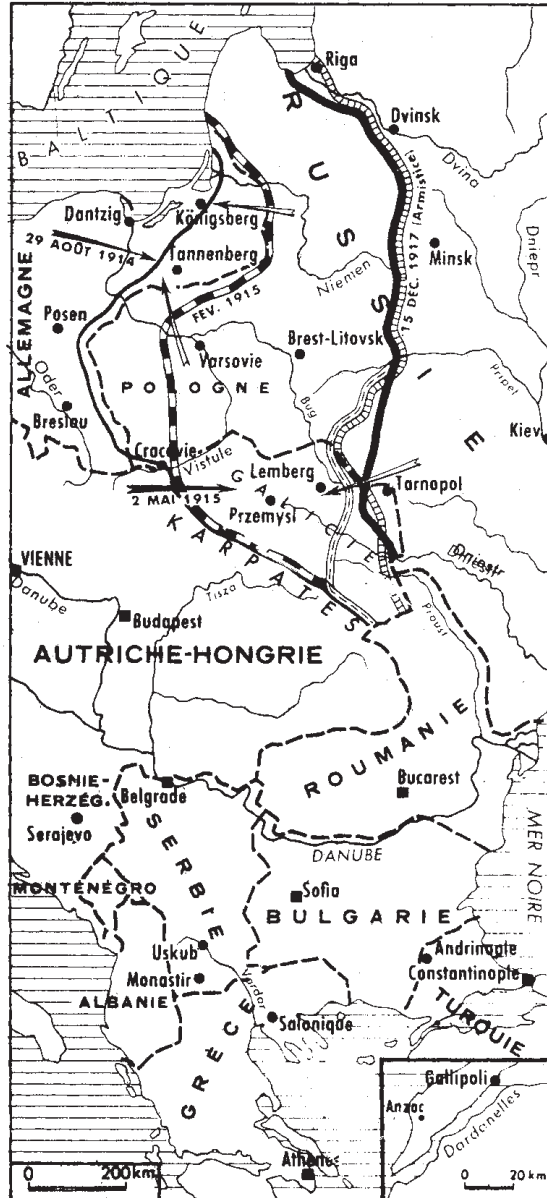 BALTIQUE
Riga
RUSSIE
Dvinsk
Dvina
Dantzig
Königsberg
29 AOÛT 1914
Tannenberg
15 DÉC. 1917 (Armistice)
Minsk
Dniepr
Niemen
FÉV. 1915
ALLEMAGNE
Posen
Varsovie
Brest-Litovsk
POLOGNE
Oder
Breslau
Bug
Pripet
Kiev
Cracovie
Vistule
Lemberg
GALICIE
Tarnapol
2 MAI 1915
Przemysl
KARPATES
Dniestr
VIENNE
Danube
Tisza
Prout
Budapest
AUTRICHE-HONGRIE
ROUMANIE
BOSNIE-
HERZÉG.
Belgrade
Bucarest
Serajevo
SERBIE
MER NOIRE
DANUBE
MONTÉNÉGRO
Sofia
BULGARIE
Uskub
Andrinople
Monastir
Constantinople
ALBANIE
Vardar
TURQUIE
Salonique
GRÈCE
Gallipoli
Anzac
Dardanelles
Athènes
0 200 km
0 20 km